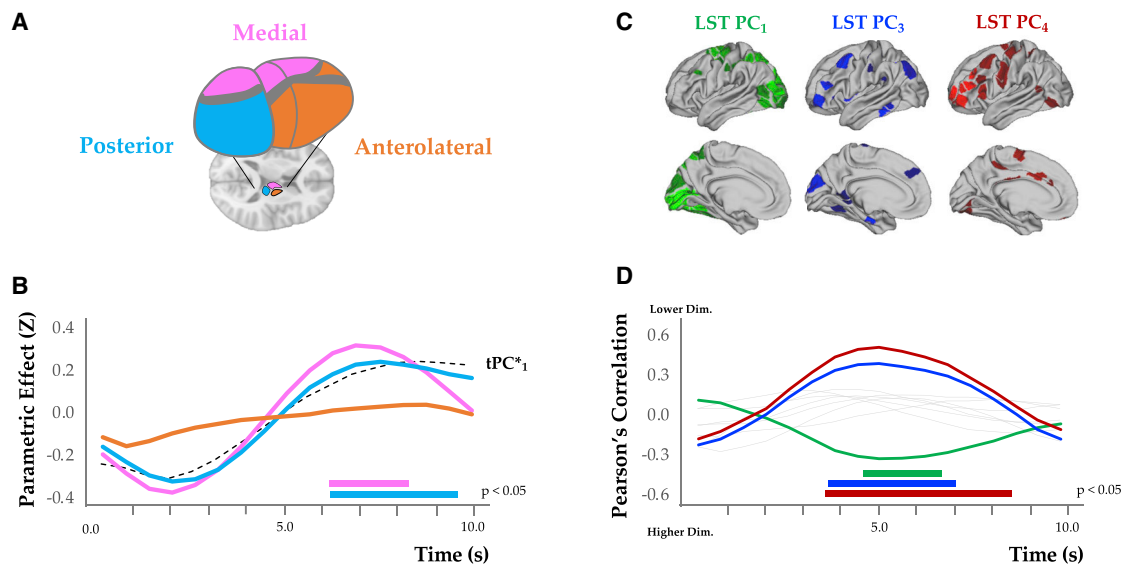 A
Medial
Posterior
Anterolateral
B
Parametric Effect (Z)
0.4
0.2
0.0
-0.2
-0.4
tPC*1
p < 0.05
0.0
5.0
10.0
Time (s)
C
LST PC1
LST PC3
LST PC4
D
Lower Dim.
Pearson's Correlation
0.6
0.3
0.0
-0.3
-0.6
p < 0.05
Higher Dim.
5.0
10.0
Time (s)